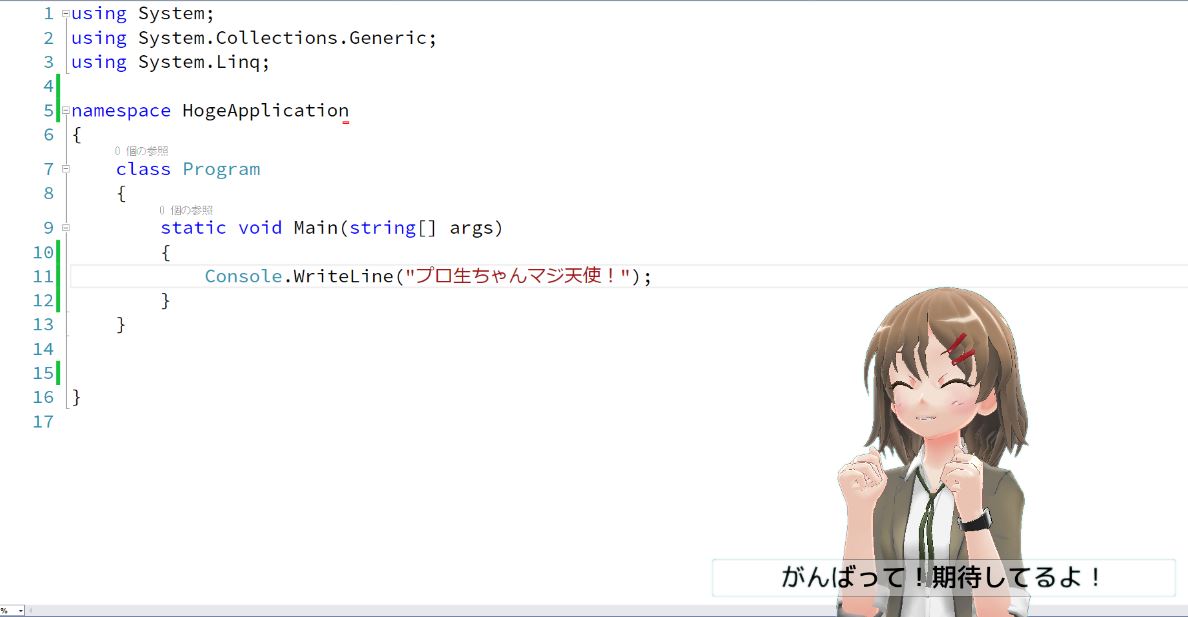 1 using System;
2 using System.Collections.Generic;
3 using System.Linq;
4
5 namespace HogeApplication
6 {
0 個の参照
7 class Program
8 {
0 個の参照
9 static void Main(string[] args)
10 {
11 Console.WriteLine("プロ生ちゃんマジ天使！");
12 }
13 }
14
15
16 }
17
がんばって！期待してるよ！
%